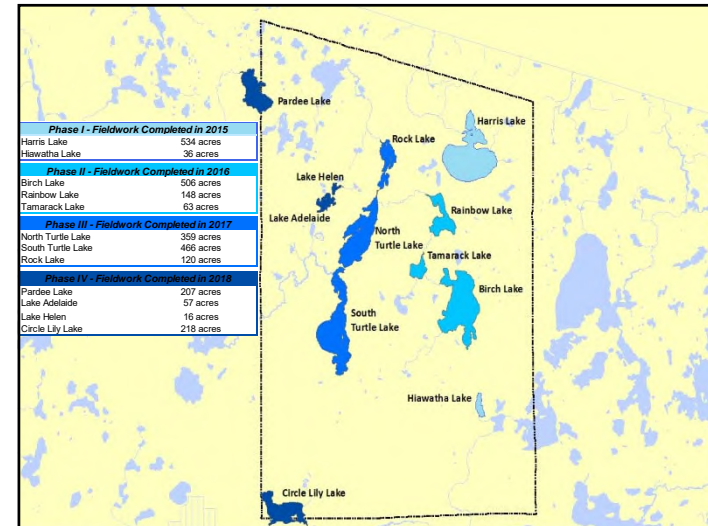 Pardee Lake
Harris Lake
Phase I - Fieldwork Completed in 2015
Harris Lake 534 acres
Hiawatha Lake 36 acres
Rock Lake
Phase II - Fieldwork Completed in 2016
Birch Lake 506 acres
Rainbow Lake 148 acres
Tamarack Lake 63 acres
Lake Helen
Lake Adelaide
Rainbow Lake
Phase III - Fieldwork Completed in 2017
North Turtle Lake 359 acres
South Turtle Lake 466 acres
Rock Lake 120 acres
North
Turtle Lake
Tamarack Lake
Phase IV - Fieldwork Completed in 2018
Pardee Lake 207 acres
Lake Adelaide 57 acres
Lake Helen 16 acres
Circle Lily Lake 218 acres
Birch Lake
South
Turtle Lake
Hiawatha Lake
Circle Lily Lake